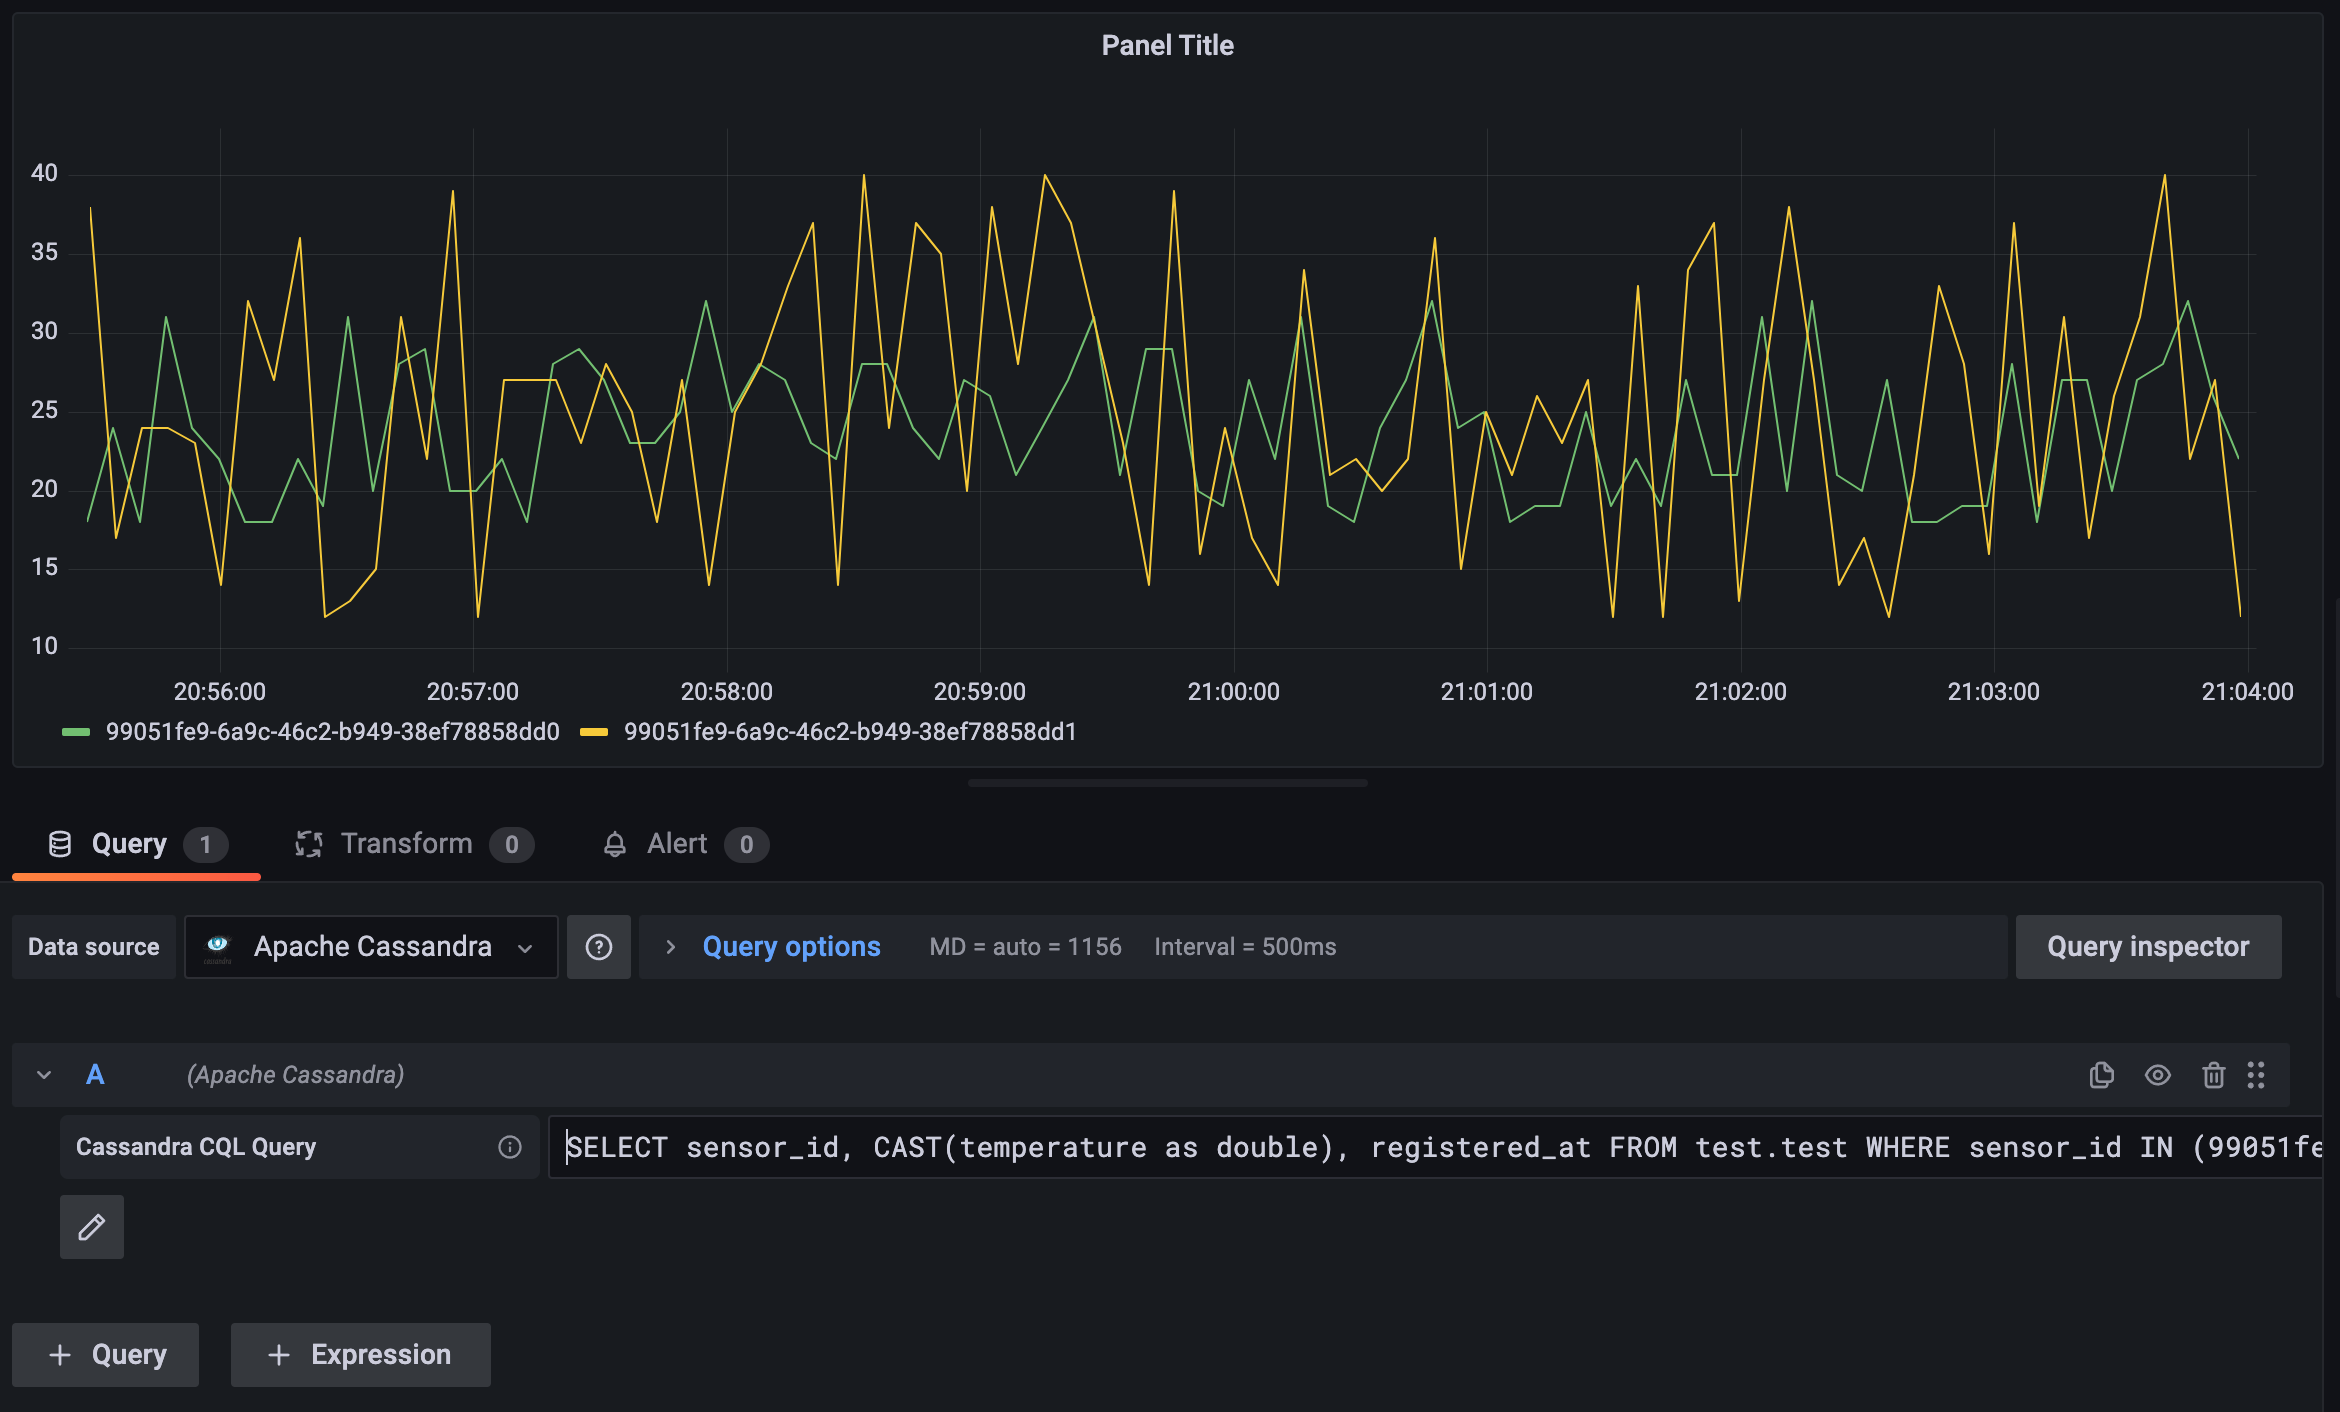 Panel Title
40
35
30
25
20
15
10
20:56:00 20:57:00 20:58:00 20:59:00 21:00:00 21:01:00 21:02:00 21:03:00 21:04:00
99051fe9-6a9c-46c2-b949-38ef78858dd0 99051fe9-6a9c-46c2-b949-38ef78858dd1
Query 1 Transform 0 Alert 0
Data source Apache Cassandra Query options MD = auto = 1156 Interval = 500ms Query inspector
A (Apache Cassandra)
Cassandra CQL Query SELECT sensor_id, CAST(temperature as double), registered_at FROM test.test WHERE sensor_id IN (99051fe
+ Query + Expression